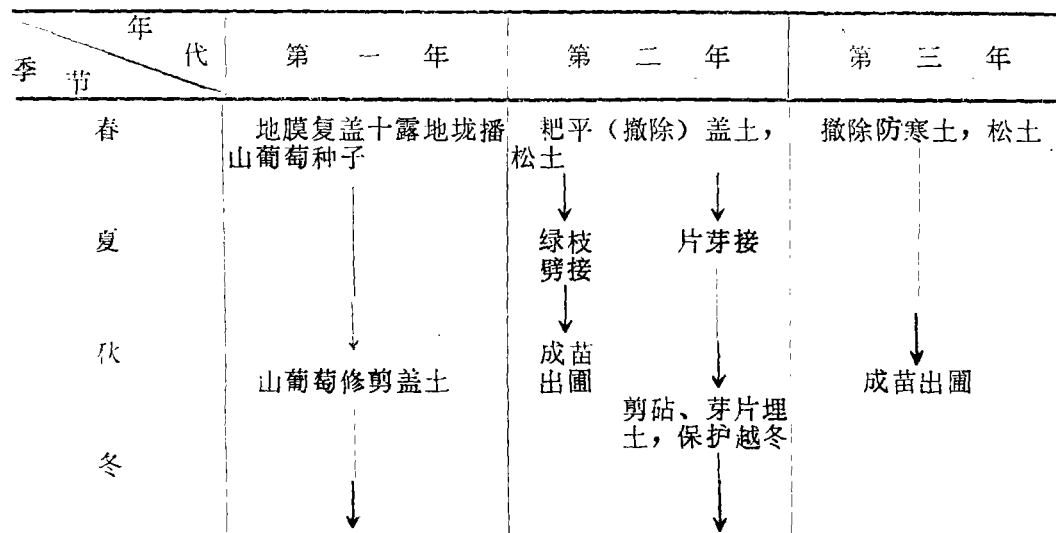 年
代
季
节
第 一 年
第 二 年
第 三 年
春
地膜复盖十露地垅播
山葡萄种子
耙平（撤除）盖土，
松土
撤除防寒土，松土
夏
绿枝
劈接
片芽接
秋
山葡萄修剪盖土
成苗
出圃
成苗出圃
剪砧、芽片埋
土，保护越冬
冬